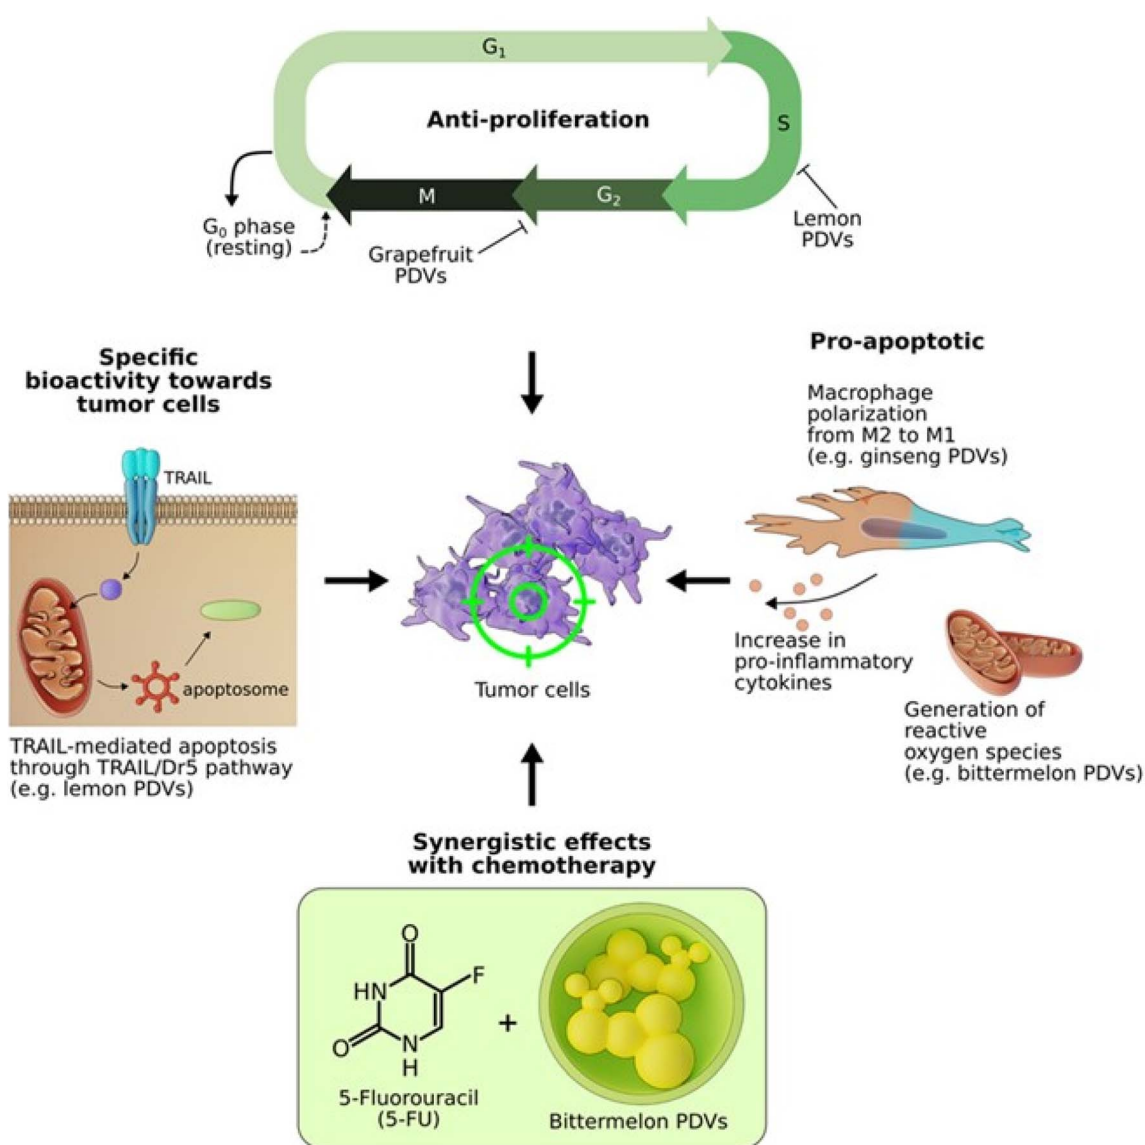 G₁
Anti-proliferation
S
M
G₂
G₀ phase
(resting)
Grapefruit
PDVs
Lemon
PDVs
Specific
bioactivity towards
tumor cells
TRAIL
apoptosome
TRAIL-mediated apoptosis
through TRAIL/Dr5 pathway
(e.g. lemon PDVs)
Tumor cells
Pro-apoptotic
Macrophage
polarization
from M2 to M1
(e.g. ginseng PDVs)
Increase in
pro-inflammatory
cytokines
Generation of
reactive
oxygen species
(e.g. bittermelon PDVs)
Synergistic effects
with chemotherapy
O
F
HN
O
N
H
+
5-Fluorouracil
(5-FU)
Bittermelon PDVs